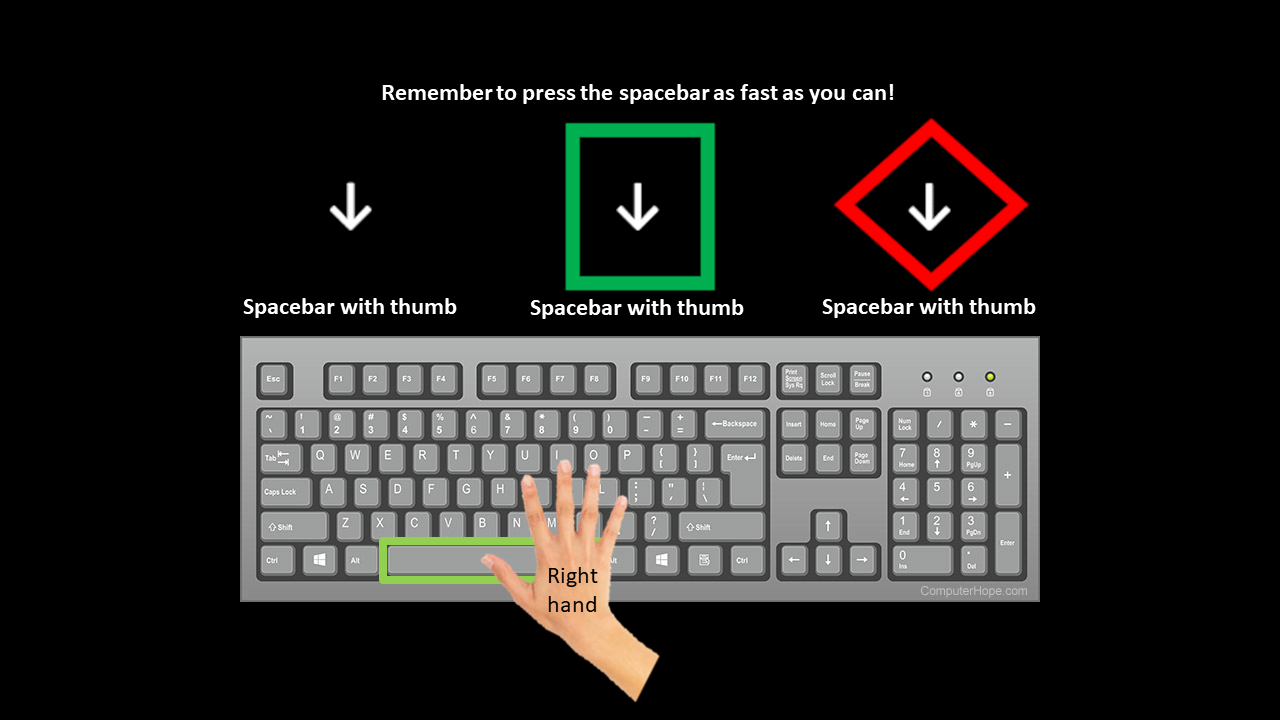 Remember to press the spacebar as fast as you can!
Spacebar with thumb
Spacebar with thumb
Spacebar with thumb
Esc F1 F2 F3 F4 F5 F6 F7 F8 F9 F10 F11 F12 Print Screen Sys Rq Scroll Lock Pause Break
~ ` ! 1 @ 2 # 3 $ 4 % 5 ^ 6 & 7 * 8 ( 9 ) 0 _ - + = ←Backspace Insert Home Page Up Num Lock / * −
Tab Q W E R T Y U I O P { [ } ] Enter Delete End Page Down 7 Home 8 ↑ 9 PgUp +
Caps Lock A S D F G H L : ; " ' | \ 4 ← 5 6 →
⇧Shift Z X C V B N M ? / ⇧Shift ↑ 1 End 2 ↓ 3 PgDn Enter
Ctrl Alt Alt Ctrl ← ↓ → 0 Ins . Del
Right
hand
ComputerHope.com